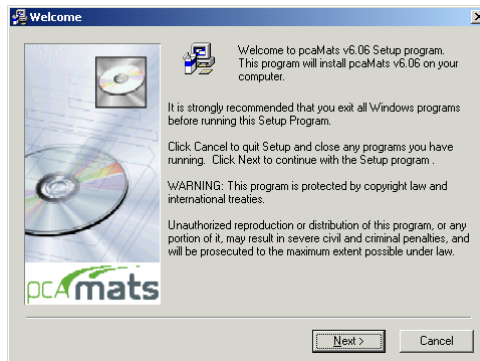 Welcome
Welcome to pcaMats v6.06 Setup program.
This program will install pcaMats v6.06 on your
computer.
It is strongly recommended that you exit all Windows programs
before running this Setup Program.
Click Cancel to quit Setup and close any programs you have
running. Click Next to continue with the Setup program .
WARNING: This program is protected by copyright law and
international treaties.
Unauthorized reproduction or distribution of this program, or any
portion of it, may result in severe civil and criminal penalties, and
will be prosecuted to the maximum extent possible under law.
pcA mats
Next >
Cancel